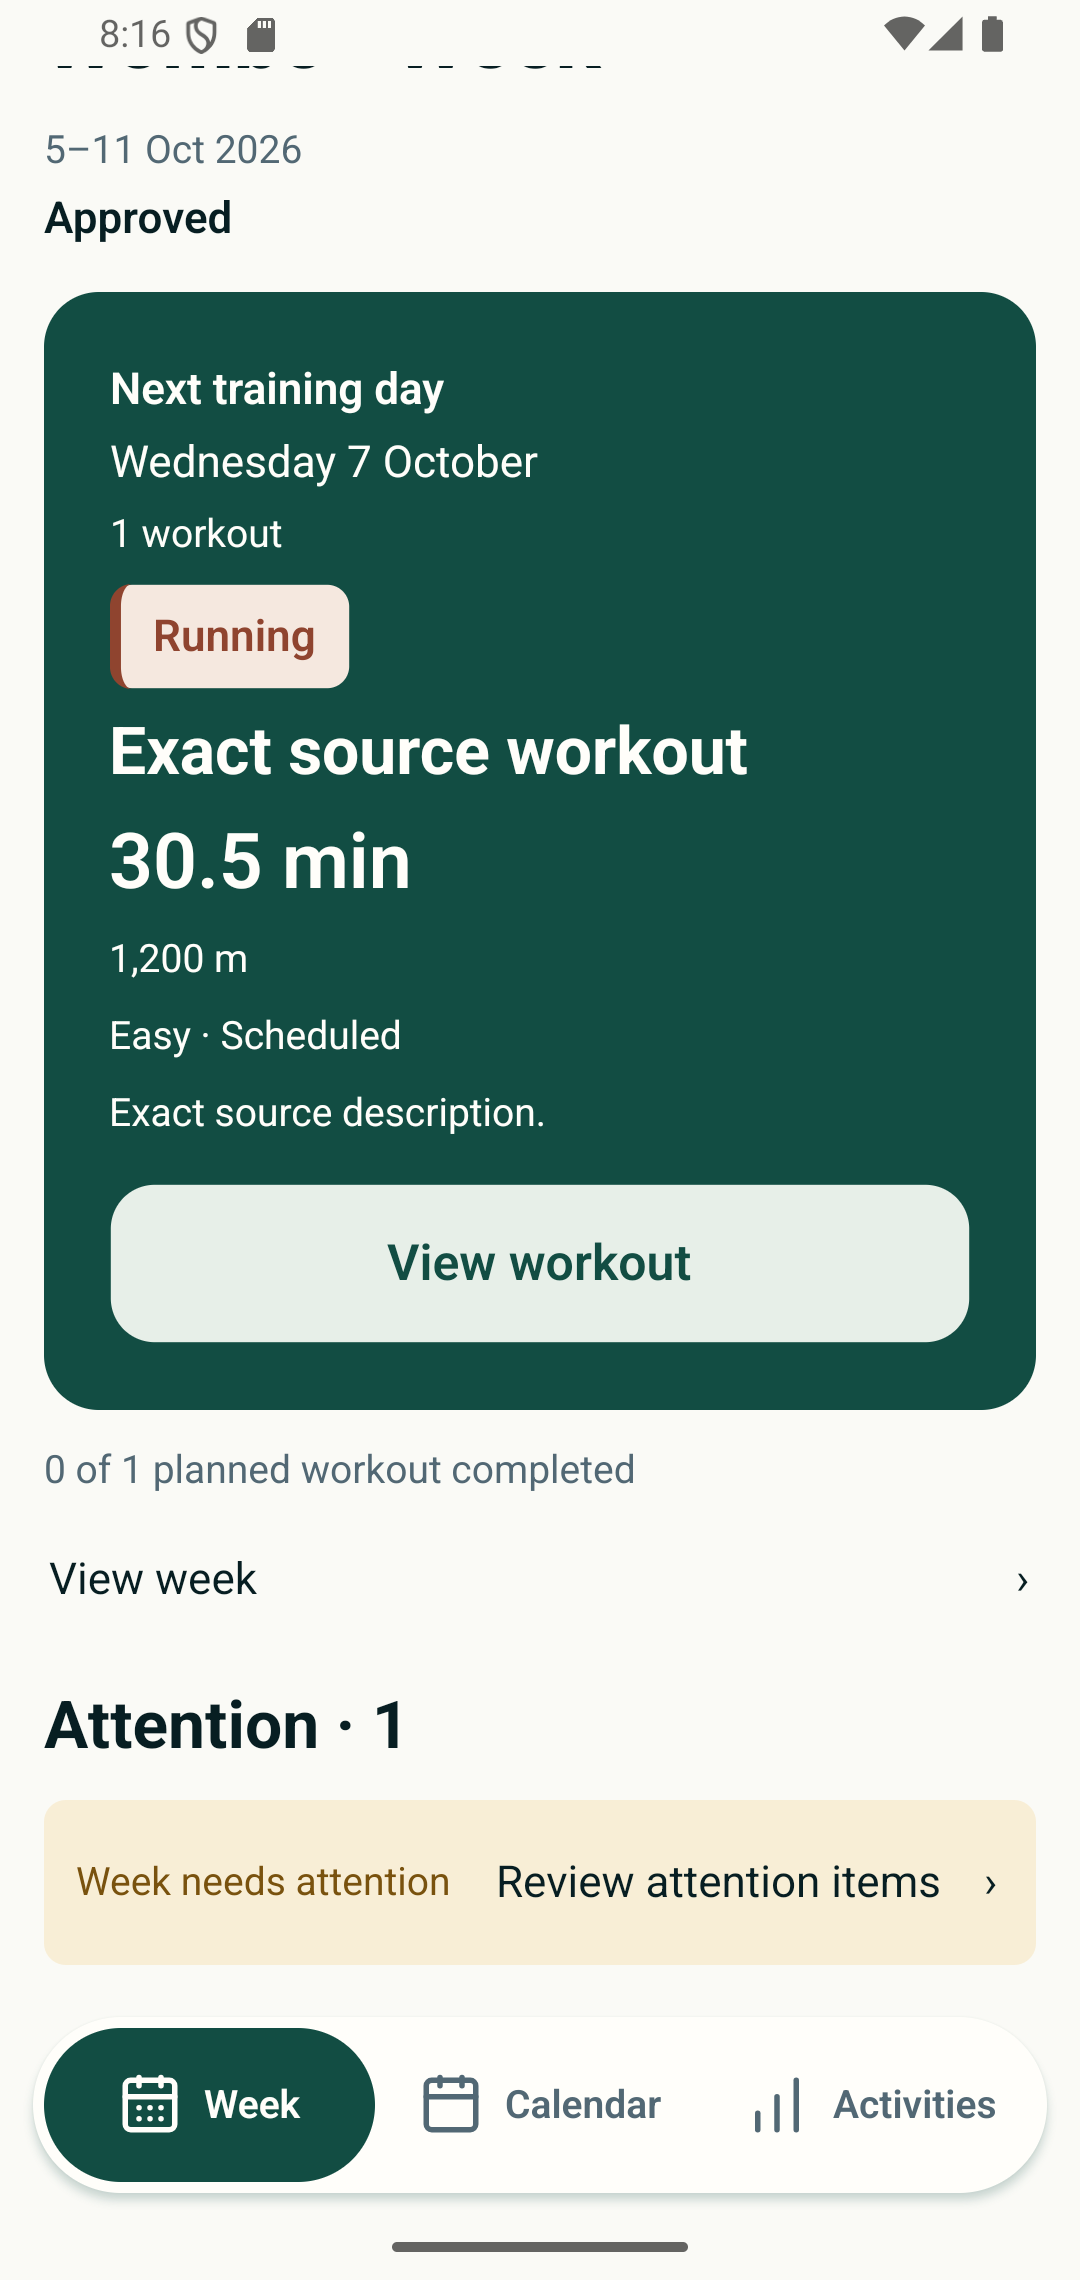 8:16
5–11 Oct 2026
Approved
Next training day
Wednesday 7 October
1 workout
Running
Exact source workout
30.5 min
1,200 m
Easy · Scheduled
Exact source description.
View workout
0 of 1 planned workout completed
View week ›
Attention · 1
Week needs attention Review attention items ›
Week Calendar Activities